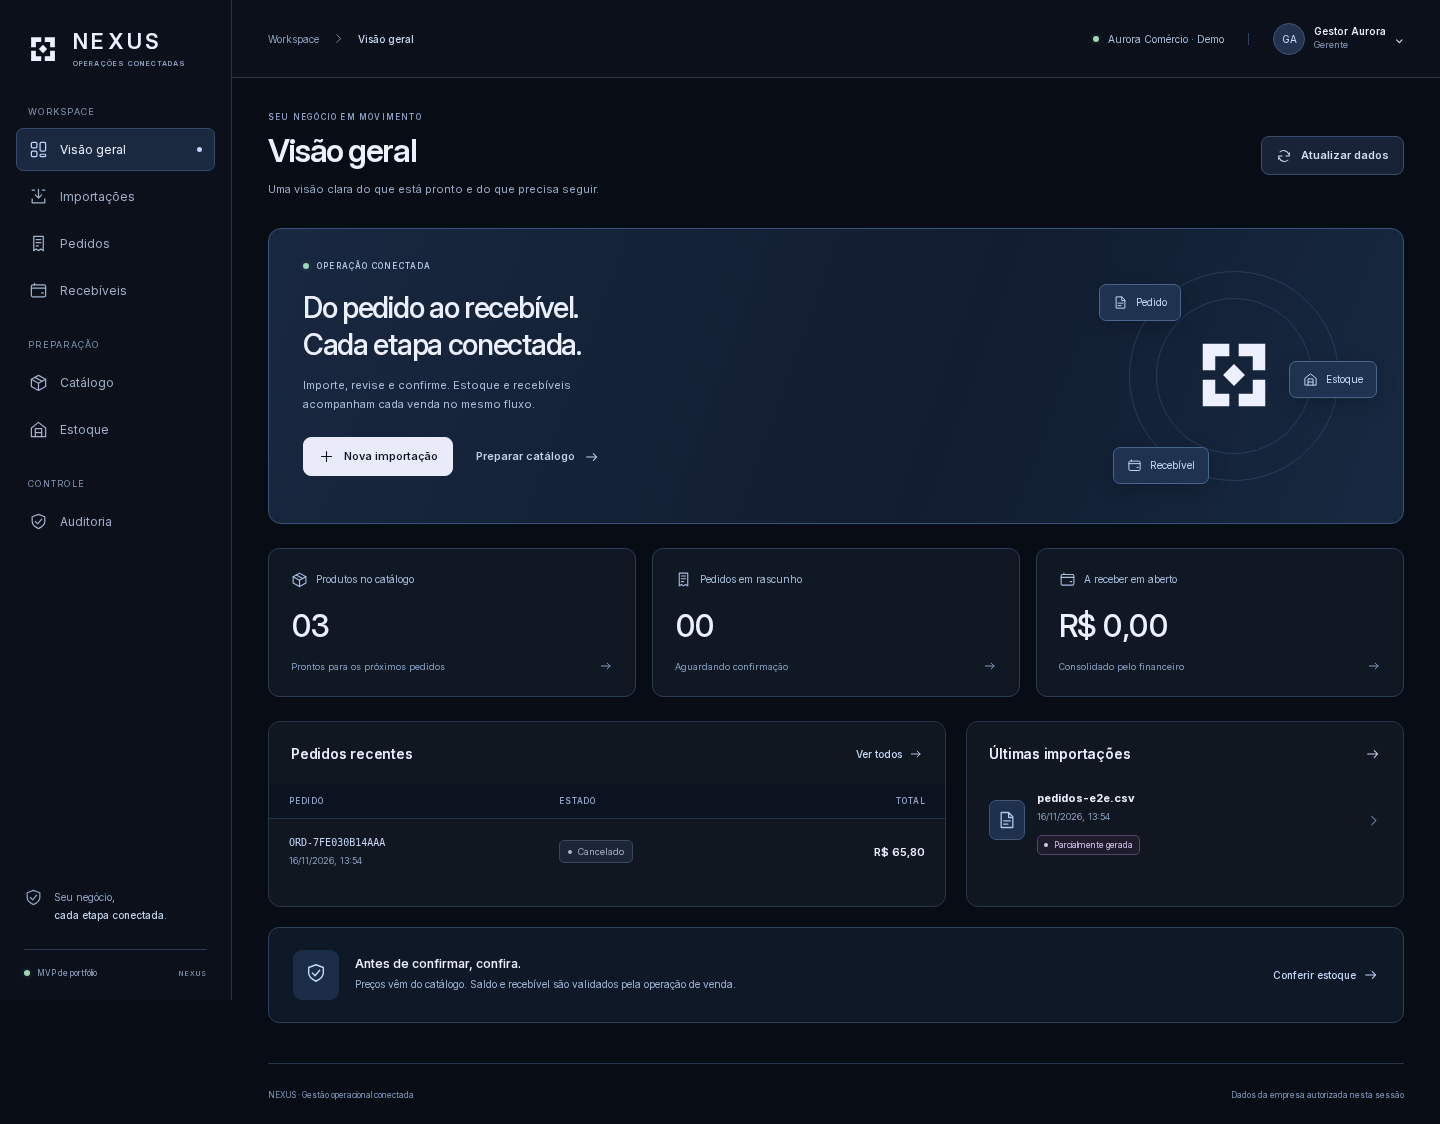 NEXUS
OPERAÇÕES CONECTADAS
WORKSPACE
Visão geral
Importações
Pedidos
Recebíveis
PREPARAÇÃO
Catálogo
Estoque
CONTROLE
Auditoria
Seu negócio,
cada etapa conectada.
MVP de portfólio
NEXUS
Workspace
Visão geral
Aurora Comércio · Demo
GA
Gestor Aurora
Gerente
SEU NEGÓCIO EM MOVIMENTO
Visão geral
Uma visão clara do que está pronto e do que precisa seguir.
Atualizar dados
OPERAÇÃO CONECTADA
Do pedido ao recebível.
Cada etapa conectada.
Importe, revise e confirme. Estoque e recebíveis
acompanham cada venda no mesmo fluxo.
Nova importação
Preparar catálogo
Pedido
Estoque
Recebível
Produtos no catálogo
03
Prontos para os próximos pedidos
Pedidos em rascunho
00
Aguardando confirmação
A receber em aberto
R$ 0,00
Consolidado pelo financeiro
Pedidos recentes
Ver todos
PEDIDO
ESTADO
TOTAL
ORD-7FE030B14AAA
16/11/2026, 13:54
Cancelado
R$ 65,80
Últimas importações
pedidos-e2e.csv
16/11/2026, 13:54
Parcialmente gerada
Antes de confirmar, confira.
Preços vêm do catálogo. Saldo e recebível são validados pela operação de venda.
Conferir estoque
NEXUS · Gestão operacional conectada
Dados da empresa autorizada nesta sessão